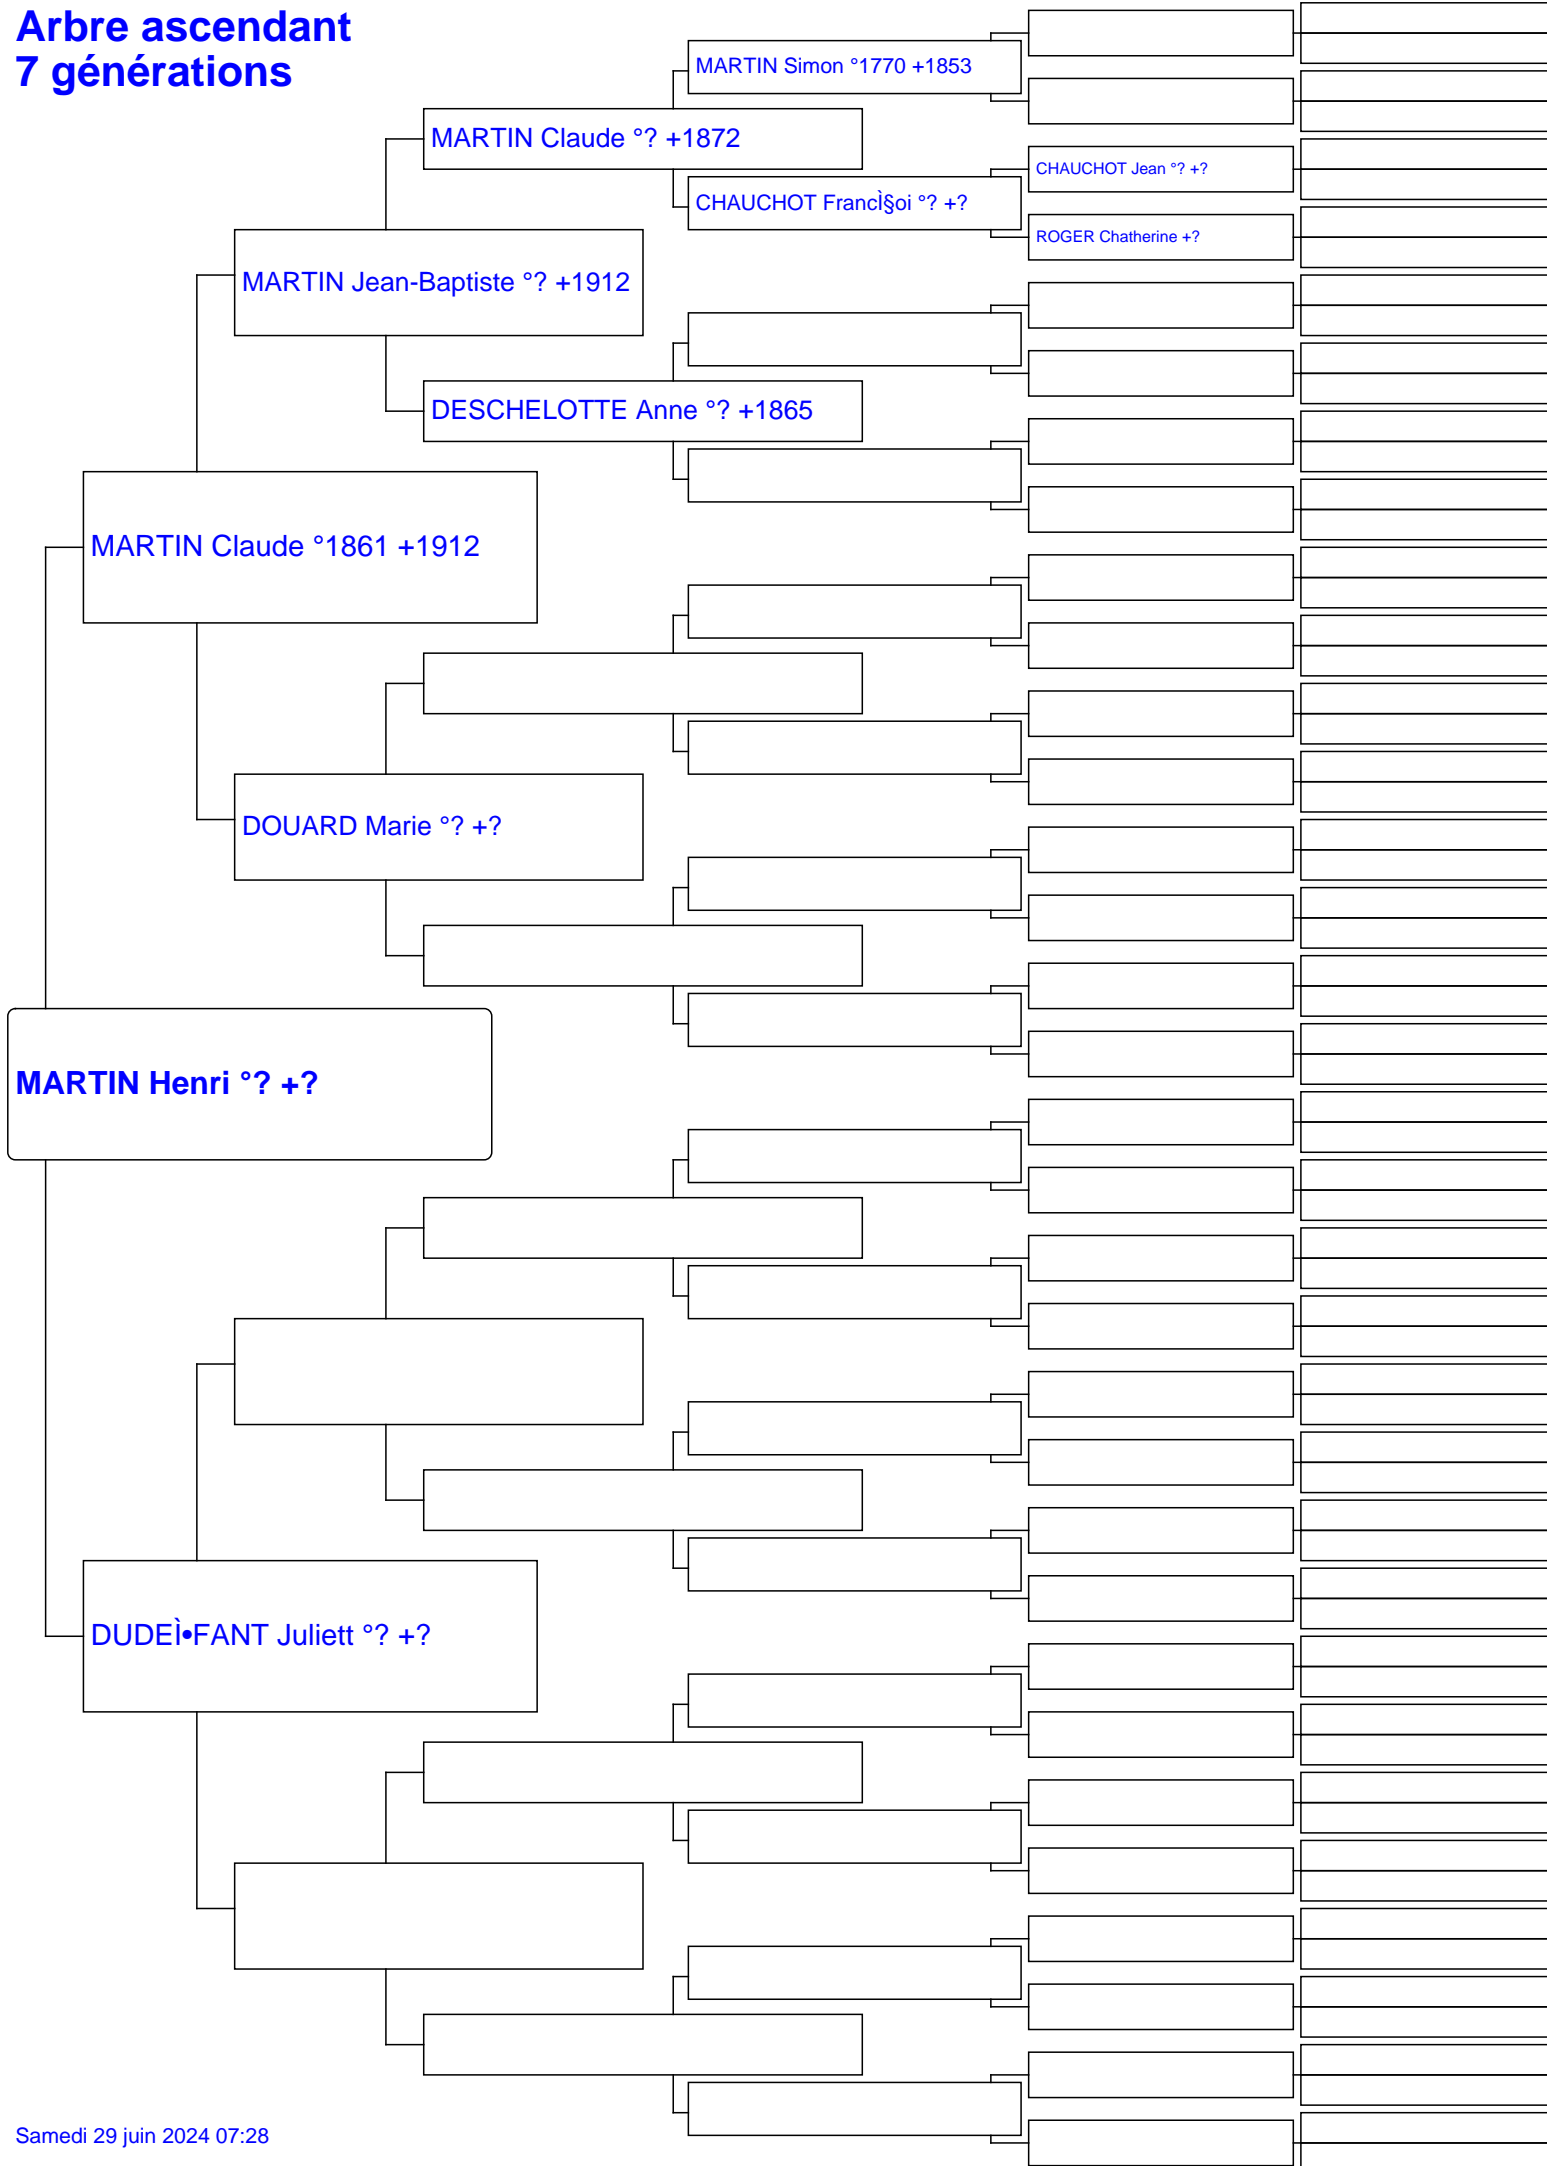 Arbre ascendant
7 générations
MARTIN Simon °1770 +1853
MARTIN Claude °? +1872
CHAUCHOT Jean °? +?
CHAUCHOT FrancÌ§oi °? +?
ROGER Chatherine +?
MARTIN Jean-Baptiste °? +1912
DESCHELOTTE Anne °? +1865
MARTIN Claude °1861 +1912
DOUARD Marie °? +?
MARTIN Henri °? +?
DUDEÌ•FANT Juliett °? +?
Samedi 29 juin 2024 07:28